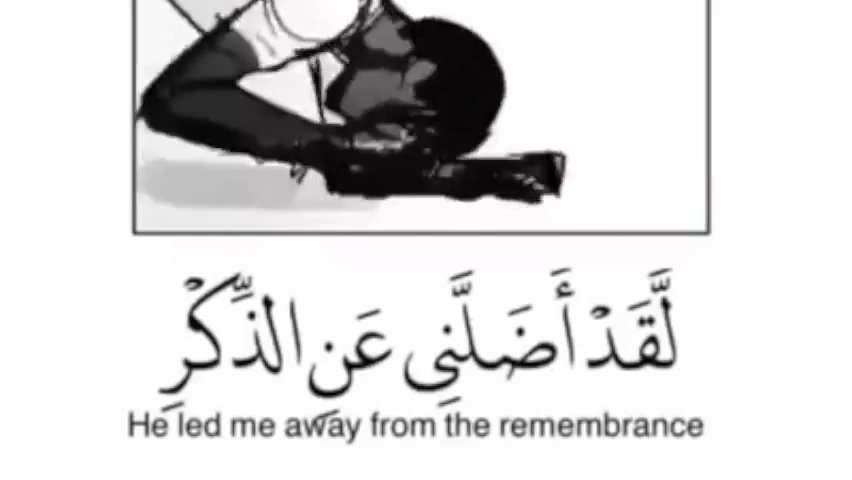 لَّقَدْ أَضَلَّنِي عَنِ الذِّكْرِ
He led me away from the remembrance